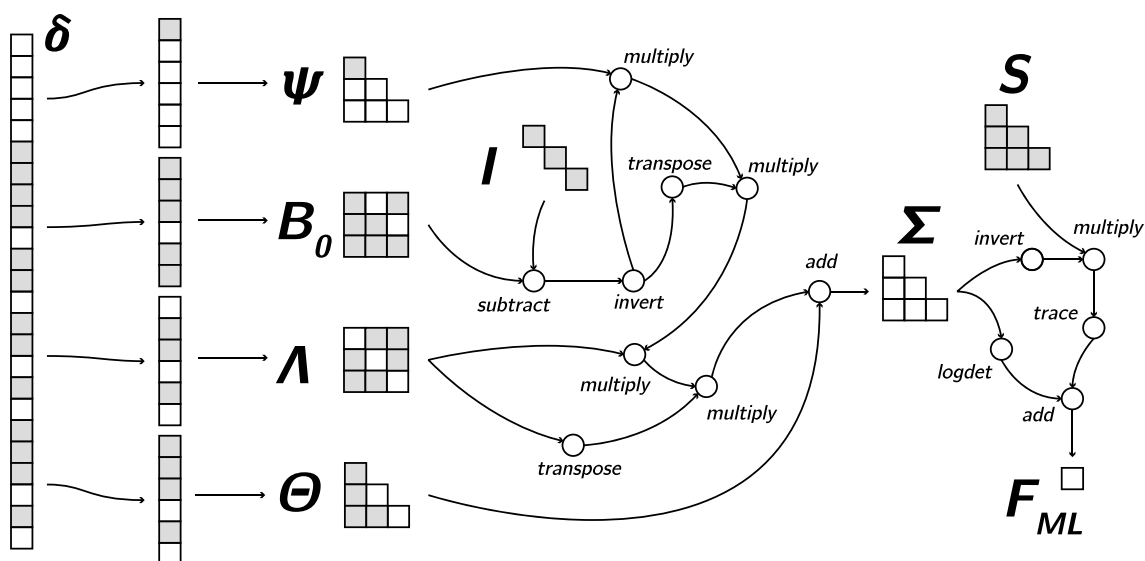 δ
Ψ
multiply
I
transpose
multiply
B0
subtract
invert
Λ
multiply
multiply
transpose
Θ
add
Σ
S
invert
multiply
trace
logdet
add
FML